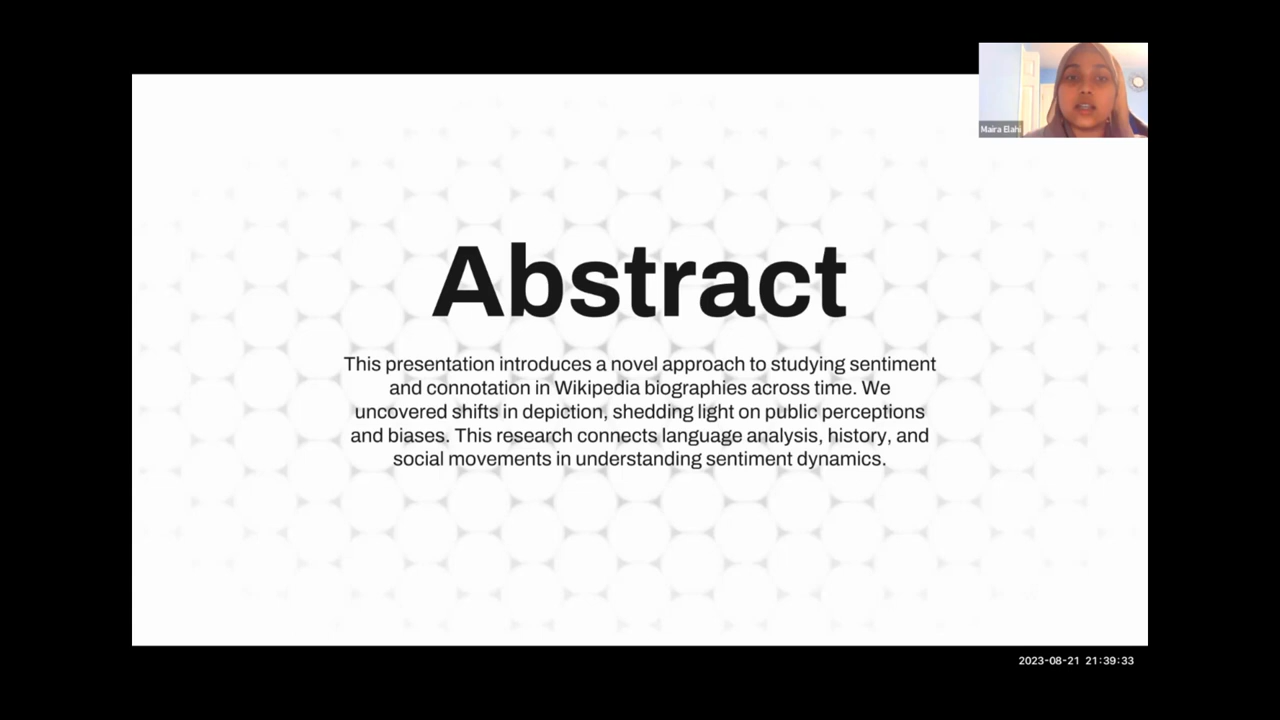 Maira Elahi
Abstract
This presentation introduces a novel approach to studying sentiment
and connotation in Wikipedia biographies across time. We
uncovered shifts in depiction, shedding light on public perceptions
and biases. This research connects language analysis, history, and
social movements in understanding sentiment dynamics.
2023-08-21 21:39:33